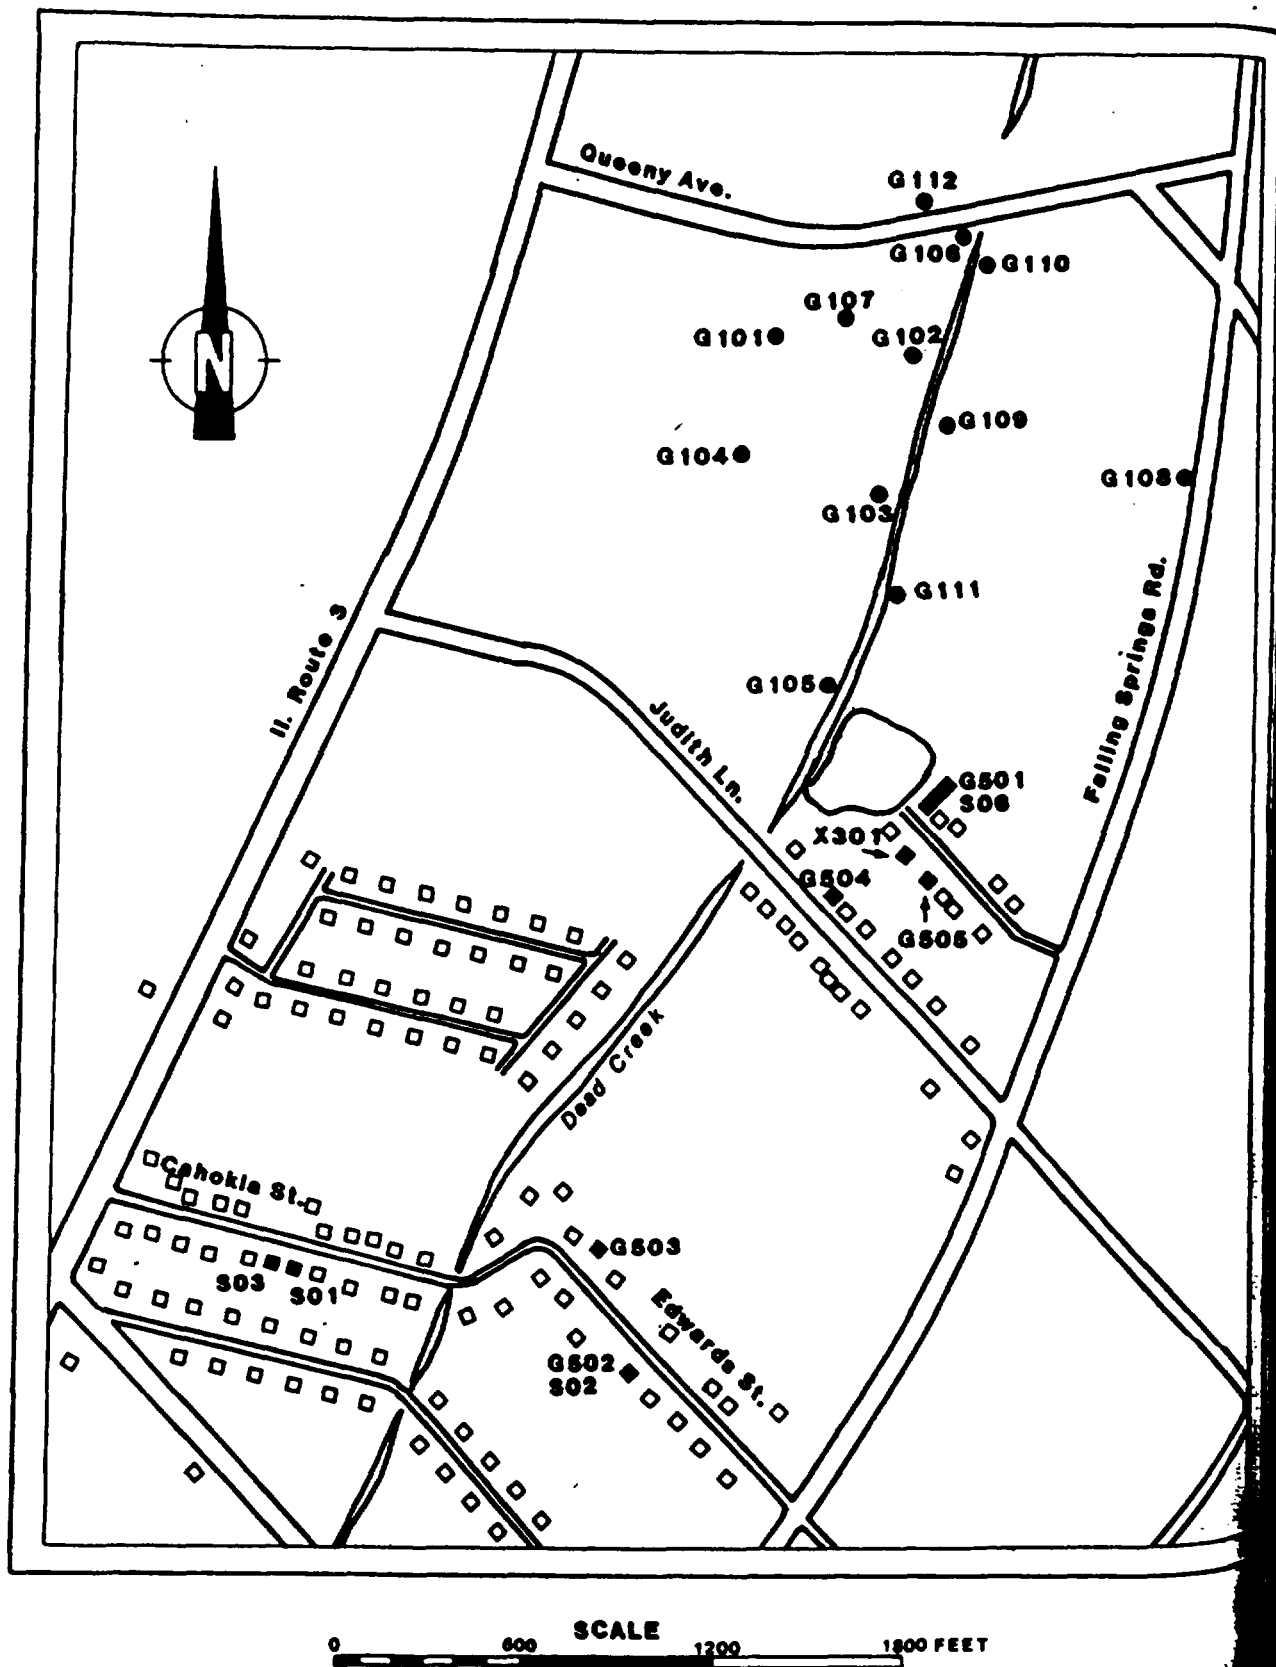 Queeny Ave.
G112
G106
G110
G107
G101
G102
N
G109
G104
G108
G103
G111
Il. Route 3
Falling Springs Rd.
G105
Judith Ln.
G501
S06
X301
G504
G505
Dead Creek
Cahokia St.
G503
S03
S01
Edwards St.
G502
S02
SCALE
0 600 1200 1800 FEET